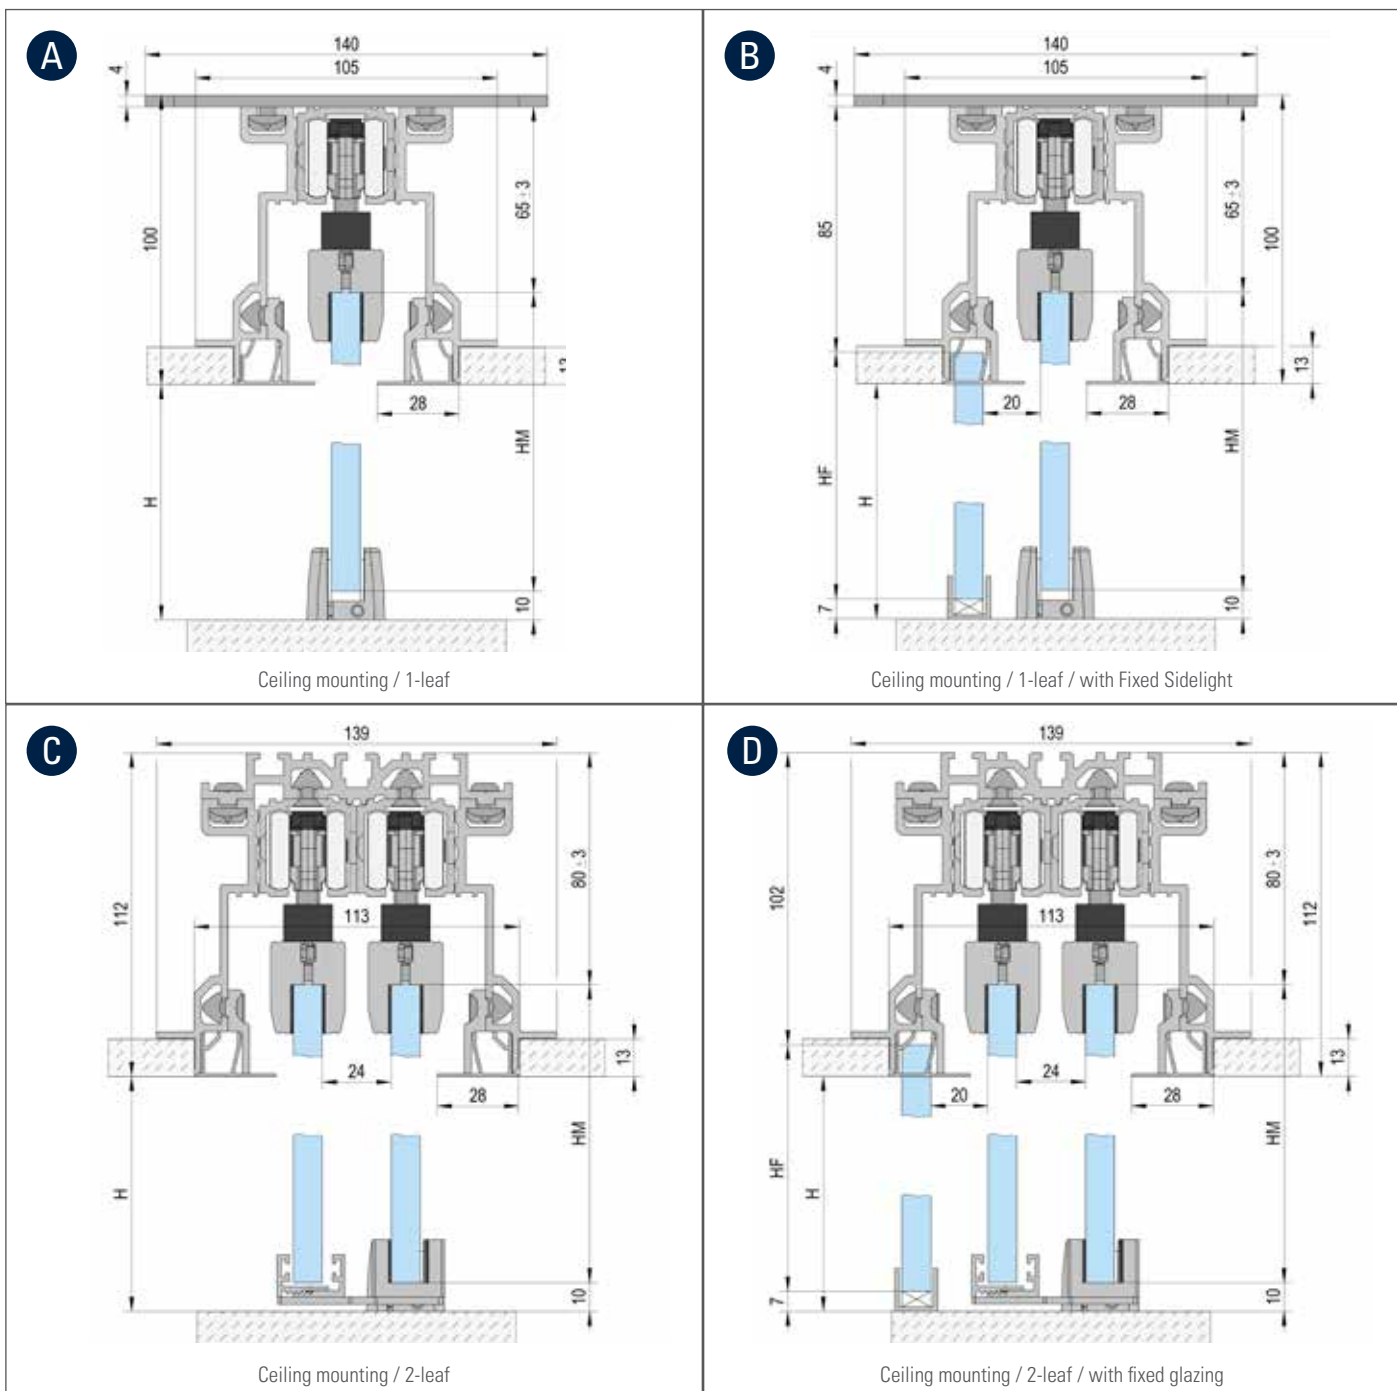 A
140
105
4
100
65 ÷ 3
13
28
HM
H
10
Ceiling mounting / 1-leaf
B
140
105
4
85
65 ÷ 3
100
13
20
28
HF
H
HM
7
10
Ceiling mounting / 1-leaf / with Fixed Sidelight
C
139
112
80 ÷ 3
113
13
24
28
H
HM
10
Ceiling mounting / 2-leaf
D
139
102
80 ÷ 3
112
113
13
20
24
28
HF
H
HM
7
10
Ceiling mounting / 2-leaf / with fixed glazing